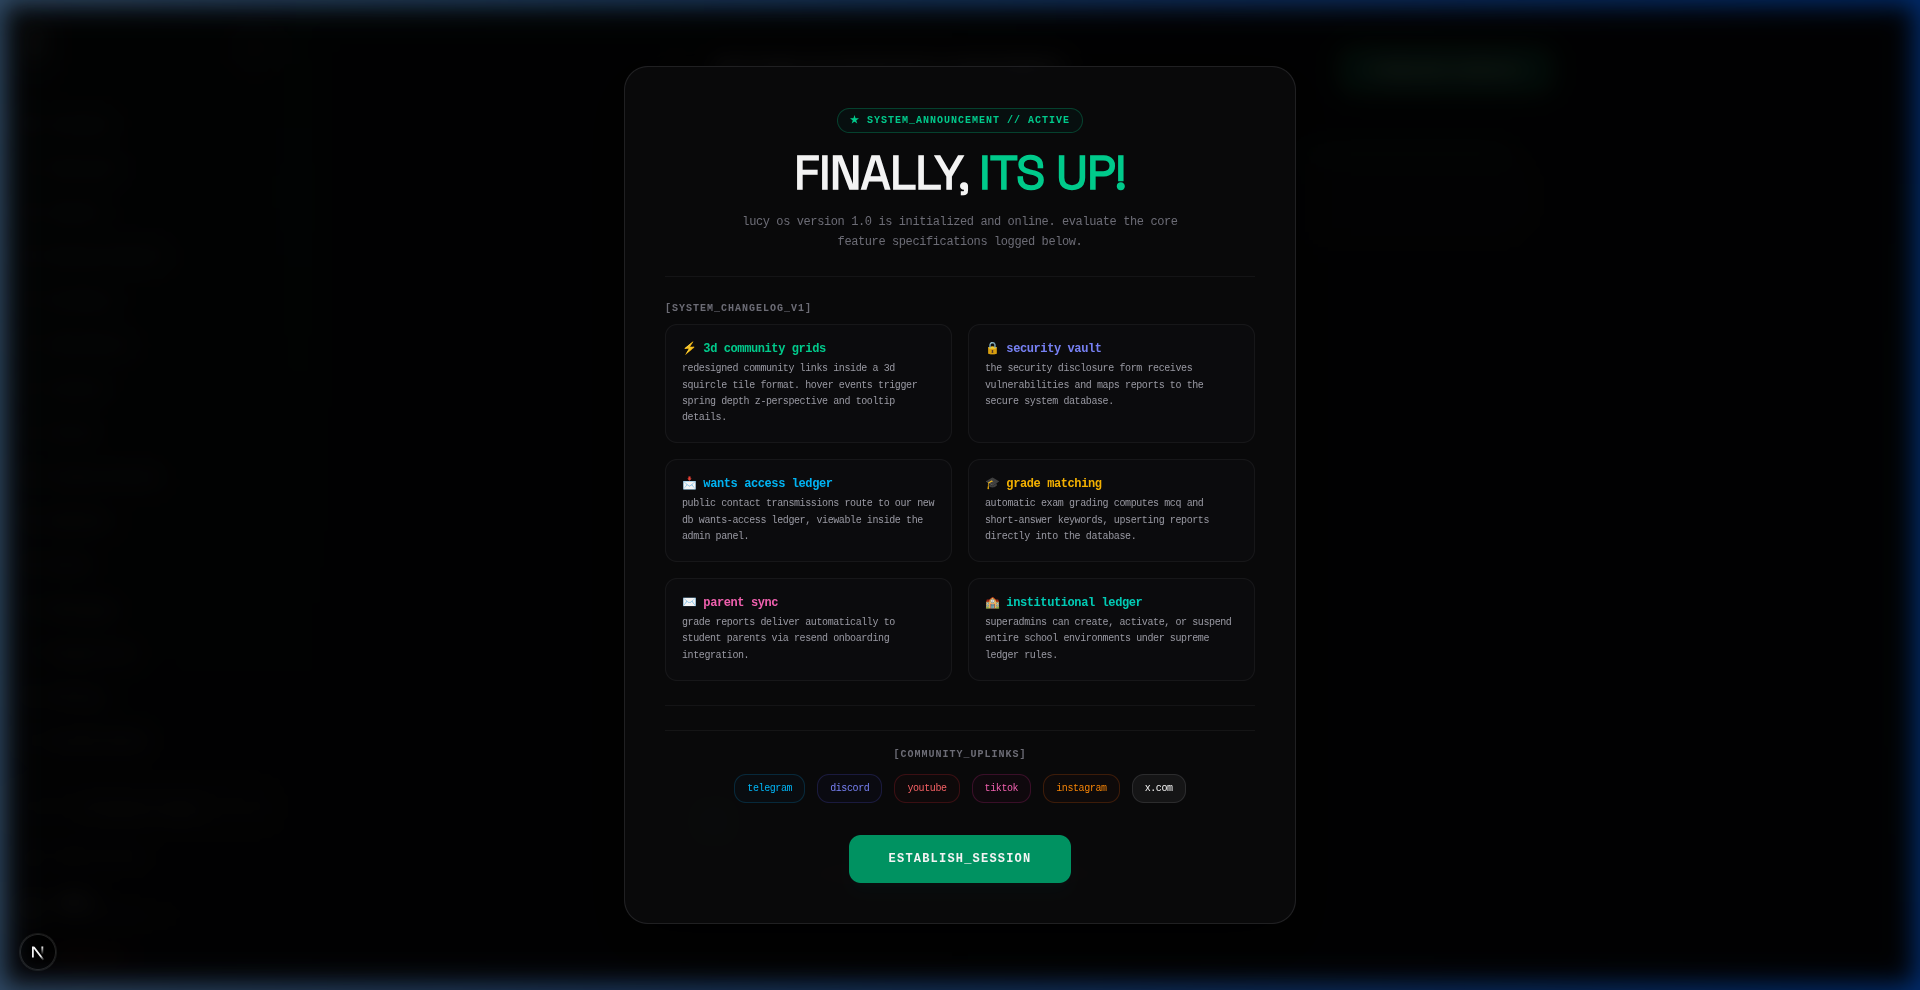 ★ SYSTEM_ANNOUNCEMENT // ACTIVE
FINALLY, ITS UP!
lucy os version 1.0 is initialized and online. evaluate the core
feature specifications logged below.
[SYSTEM_CHANGELOG_V1]
⚡ 3d community grids
redesigned community links inside a 3d
squircle tile format. hover events trigger
spring depth z-perspective and tooltip
details.
🔒 security vault
the security disclosure form receives
vulnerabilities and maps reports to the
secure system database.
📩 wants access ledger
public contact transmissions route to our new
db wants-access ledger, viewable inside the
admin panel.
🎓 grade matching
automatic exam grading computes mcq and
short-answer keywords, upserting reports
directly into the database.
✉️ parent sync
grade reports deliver automatically to
student parents via resend onboarding
integration.
🏫 institutional ledger
superadmins can create, activate, or suspend
entire school environments under supreme
ledger rules.
[COMMUNITY_UPLINKS]
telegram discord youtube tiktok instagram x.com
ESTABLISH_SESSION
N